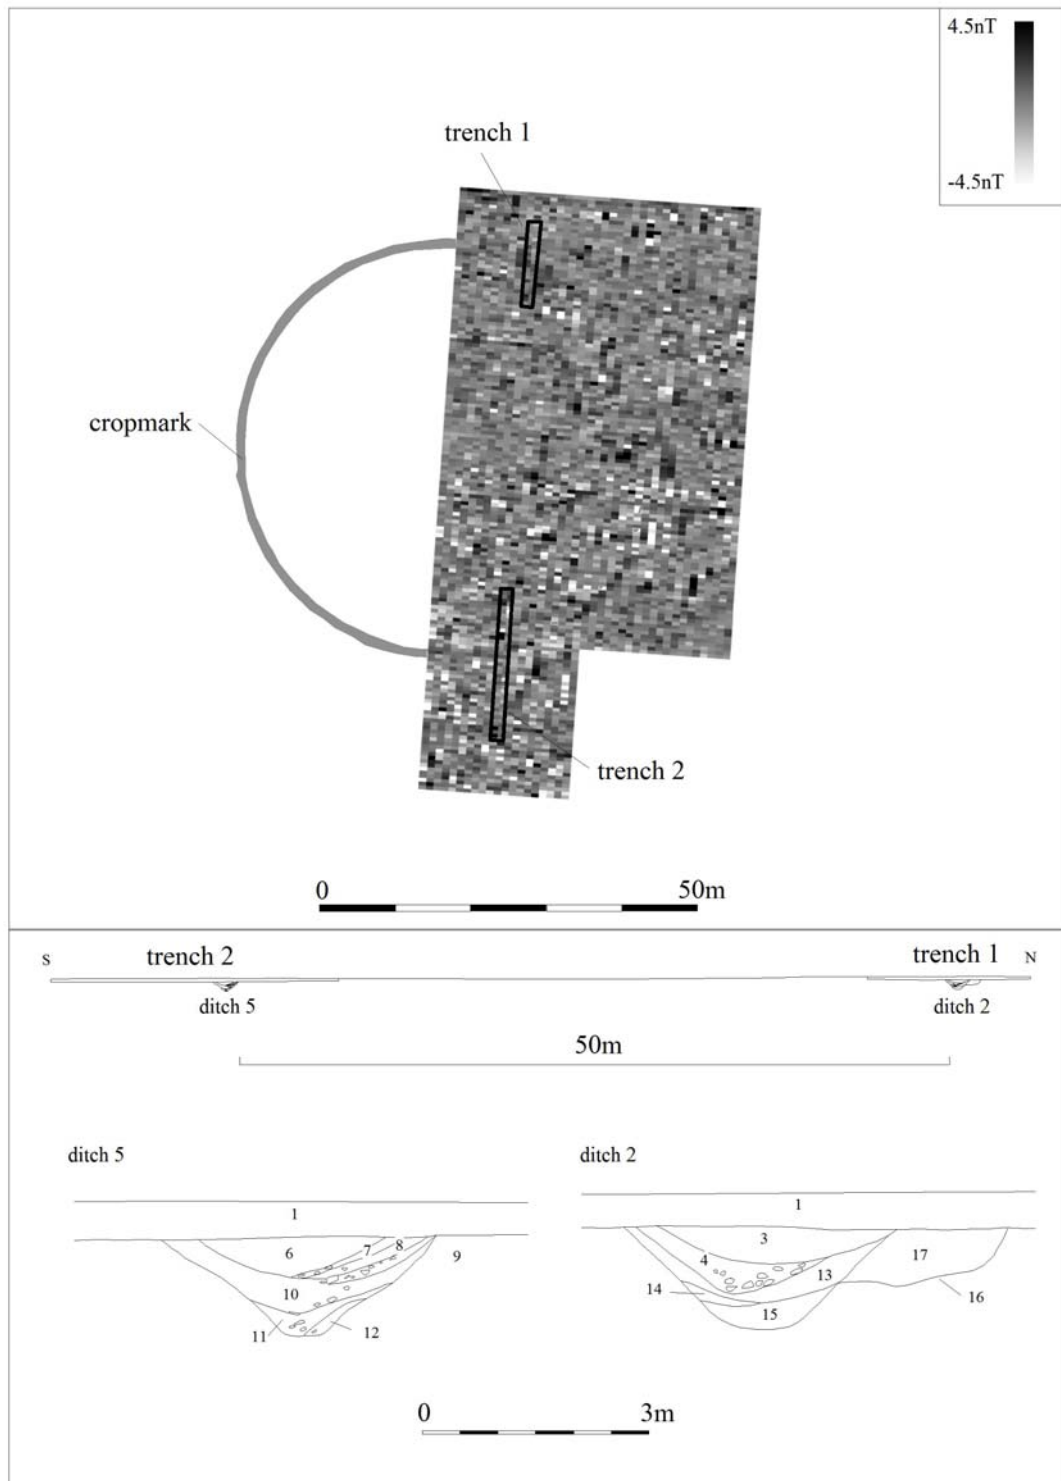 4.5nT
-4.5nT
trench 1
cropmark
trench 2
0 50m
S trench 2 trench 1 N
ditch 5 ditch 2
50m
ditch 5 ditch 2
1
6 7 8 9
10
11 12
1
3
4 13 17
14 15 16
0 3m